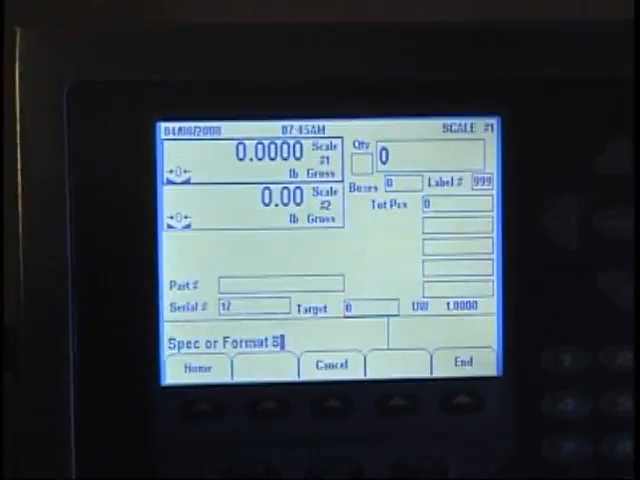 04/08/2008 07:45AM SCALE #1
0.0000 Scale #1
lb Gross
Qty 0
Boxes 0 Label # 999
0.00 Scale #2
lb Gross
Tot Pcs 0
Part#
Serial # 17 Target 0 UW 1.0000
Spec or Format S
Home Cancel End